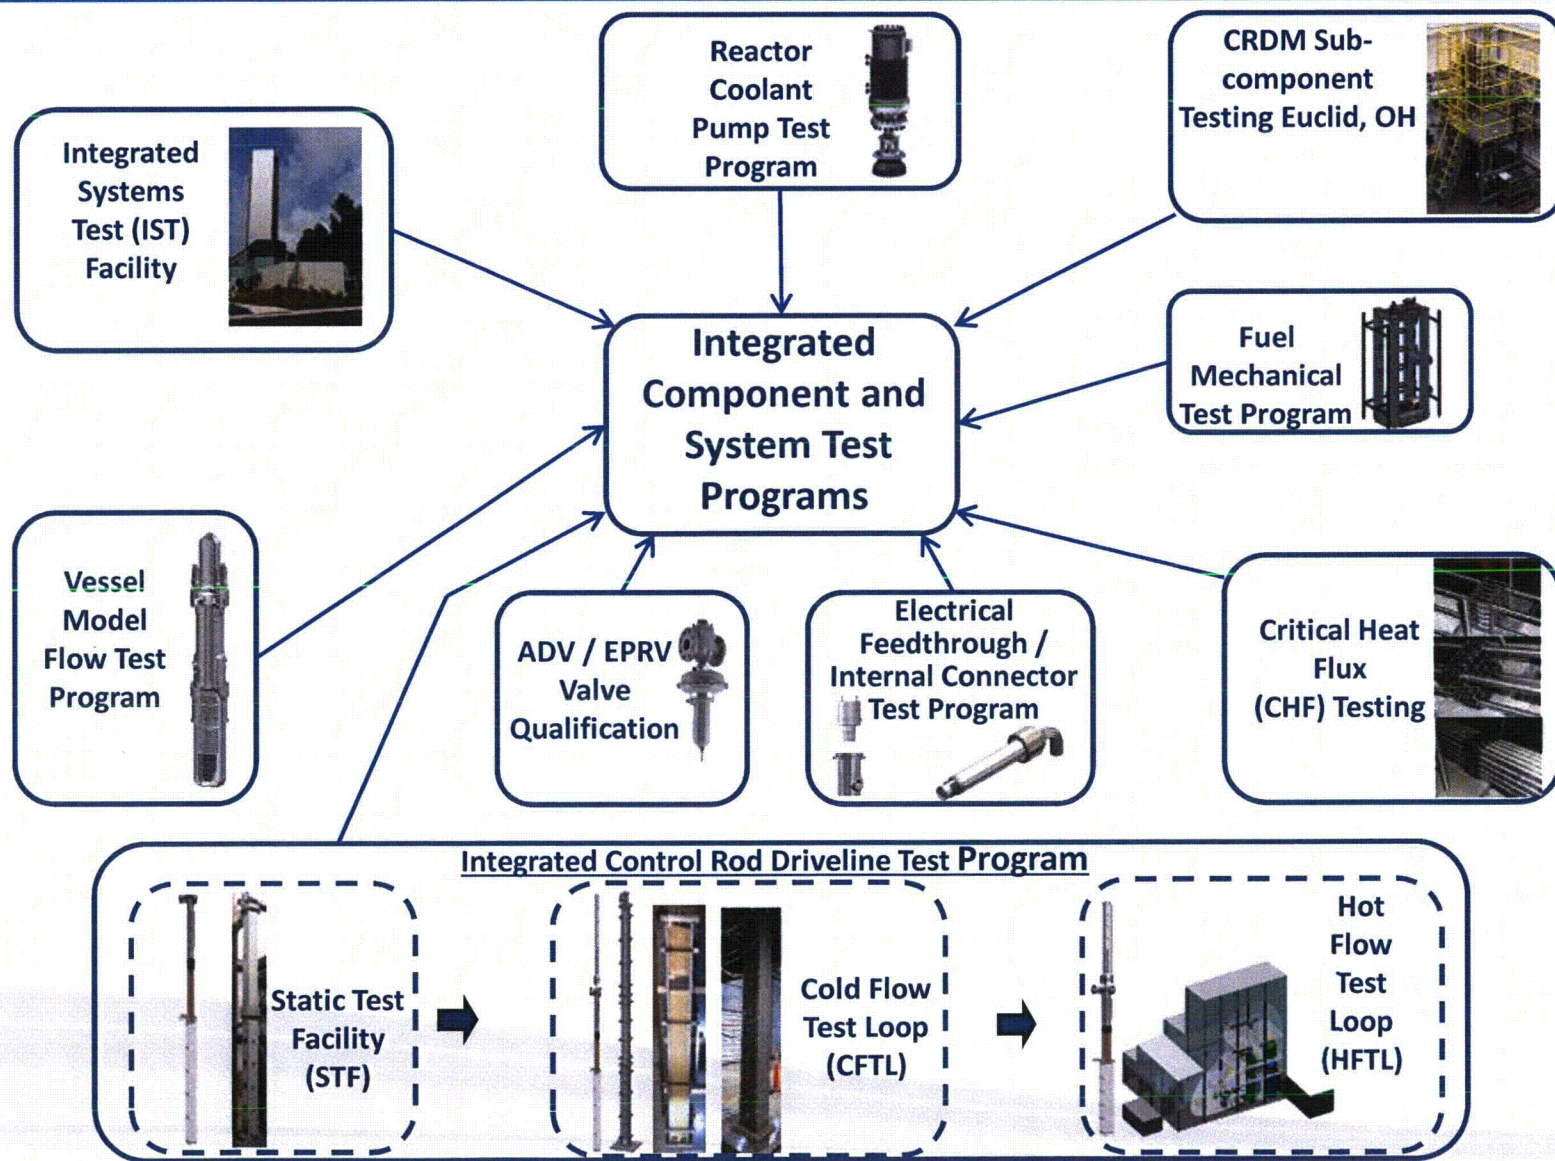 Reactor
Coolant
Pump Test
Program
CRDM Sub-
component
Testing Euclid, OH
Integrated
Systems
Test (IST)
Facility
Integrated
Component and
System Test
Programs
Fuel
Mechanical
Test Program
Vessel
Model
Flow Test
Program
ADV / EPRV
Valve
Qualification
Electrical
Feedthrough /
Internal Connector
Test Program
Critical Heat
Flux
(CHF) Testing
Integrated Control Rod Driveline Test Program
Static Test
Facility
(STF)
Cold Flow
Test Loop
(CFTL)
Hot
Flow
Test
Loop
(HFTL)